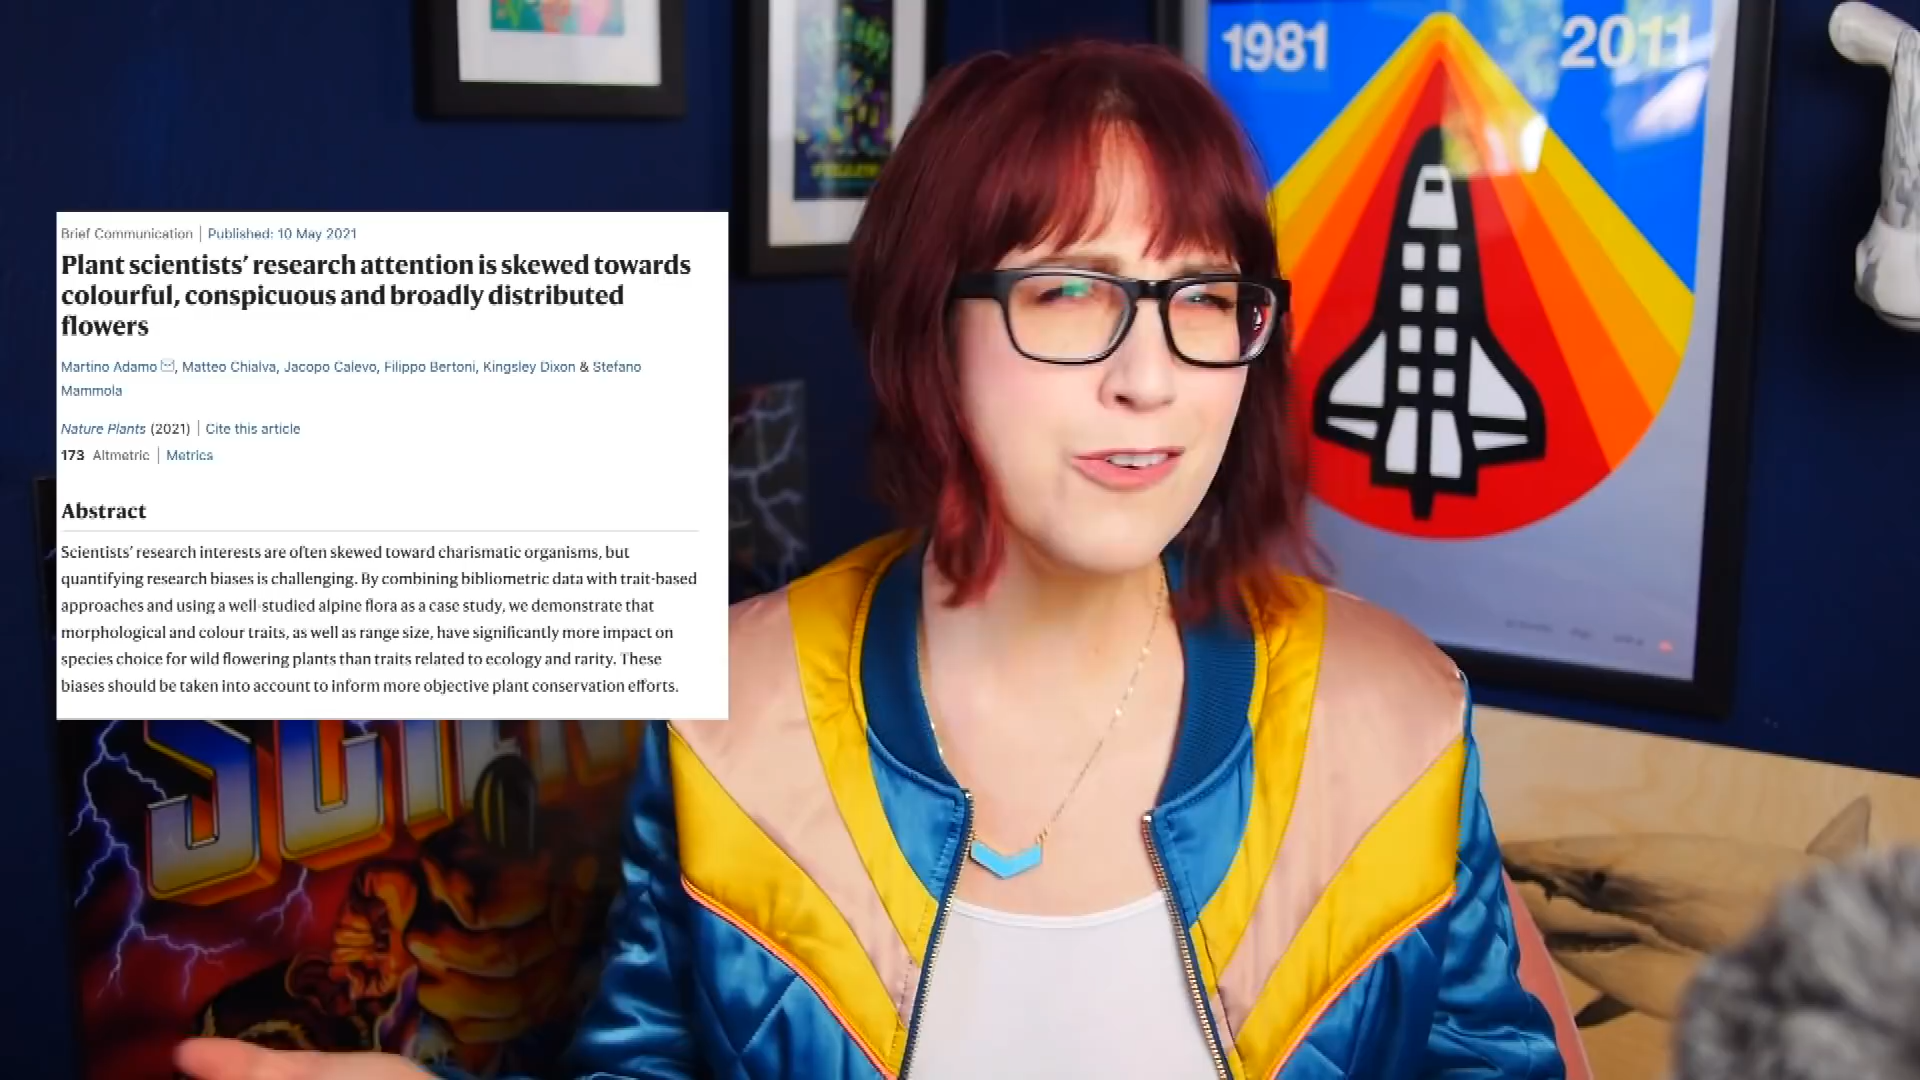 Brief Communication | Published: 10 May 2021
Plant scientists' research attention is skewed towards
colourful, conspicuous and broadly distributed
flowers
Martino Adamo, Matteo Chialva, Jacopo Calevo, Filippo Bertoni, Kingsley Dixon & Stefano
Mammola
Nature Plants (2021) | Cite this article
173 Altmetric | Metrics
Abstract
Scientists' research interests are often skewed toward charismatic organisms, but
quantifying research biases is challenging. By combining bibliometric data with trait-based
approaches and using a well-studied alpine flora as a case study, we demonstrate that
morphological and colour traits, as well as range size, have significantly more impact on
species choice for wild flowering plants than traits related to ecology and rarity. These
biases should be taken into account to inform more objective plant conservation efforts.
1981 2011